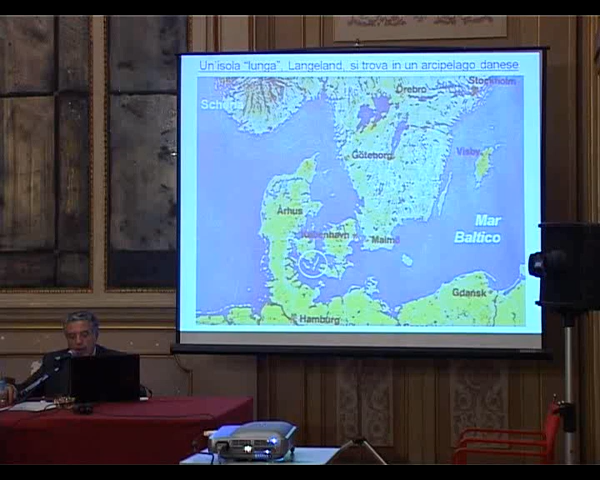 Un'isola "lunga", Langeland, si trova in un arcipelago danese
Stockholm
Örebro
Visby
Göteborg
Århus
København
Malmö
Mar
Baltico
Gdańsk
Hamburg